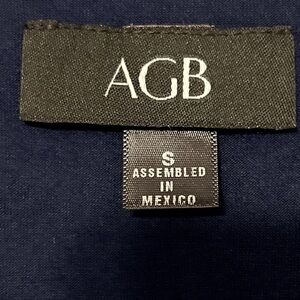 AGB
S
ASSEMBLED
IN
MEXICO